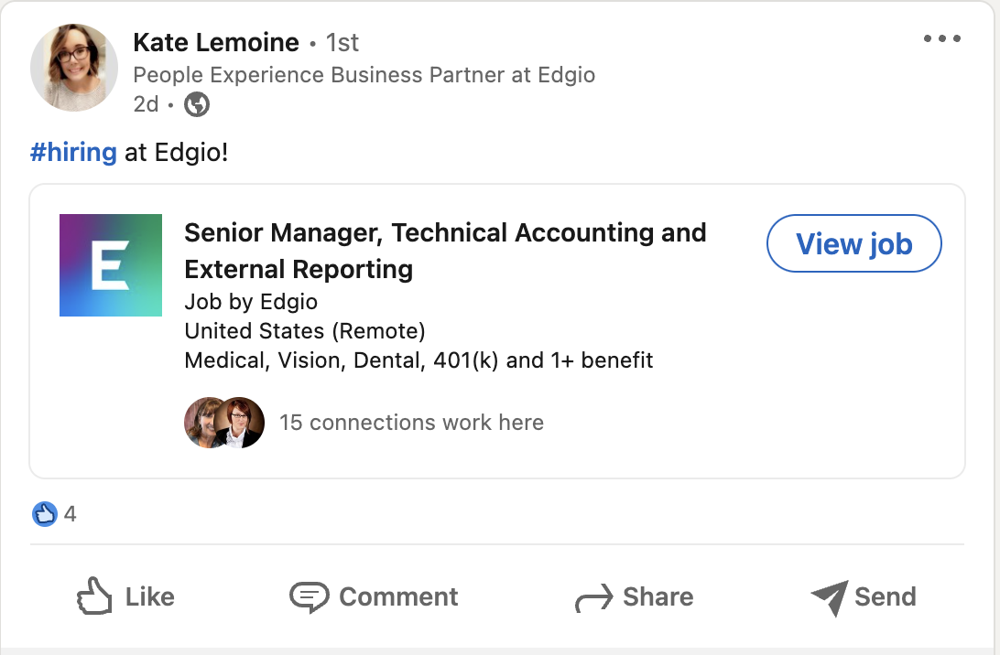 Kate Lemoine • 1st
People Experience Business Partner at Edgio
2d •
#hiring at Edgio!
E
Senior Manager, Technical Accounting and
External Reporting
View job
Job by Edgio
United States (Remote)
Medical, Vision, Dental, 401(k) and 1+ benefit
15 connections work here
4
Like
Comment
Share
Send